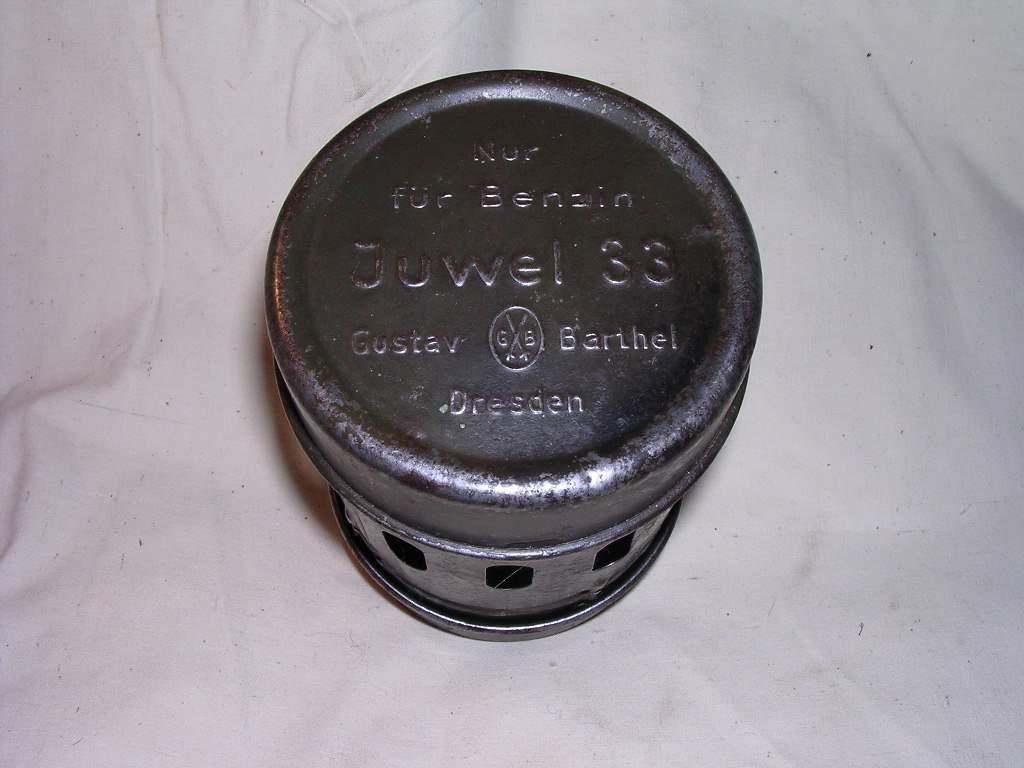 Nur
für Benzin
Juwel 33
Gustav GB Barthel
Dresden